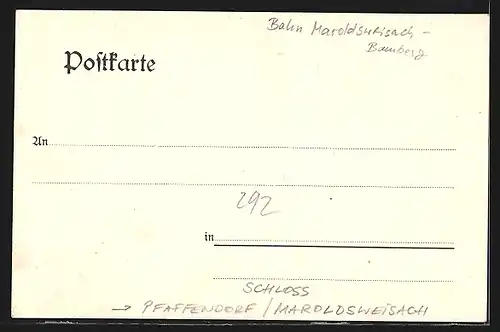 Bahn Maroldsweisach -
Bamberg
Postkarte
An
292
in
SCHLOSS
→ PFAFFENDORF / MAROLDSWEISACH